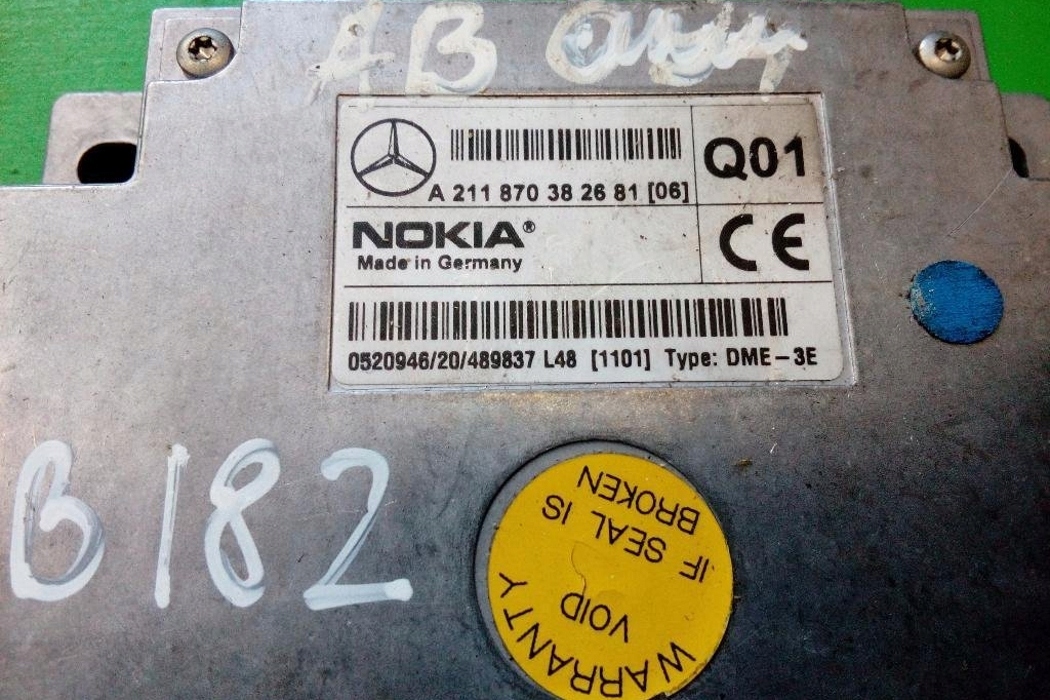 AB
A 211 870 38 26 81 [06]
Q01
NOKIA®
Made in Germany
CE
0520946/20/489837 L48 [1101] Type: DME-3E
B182
WARRANTY
VOID
IF SEAL IS
BROKEN